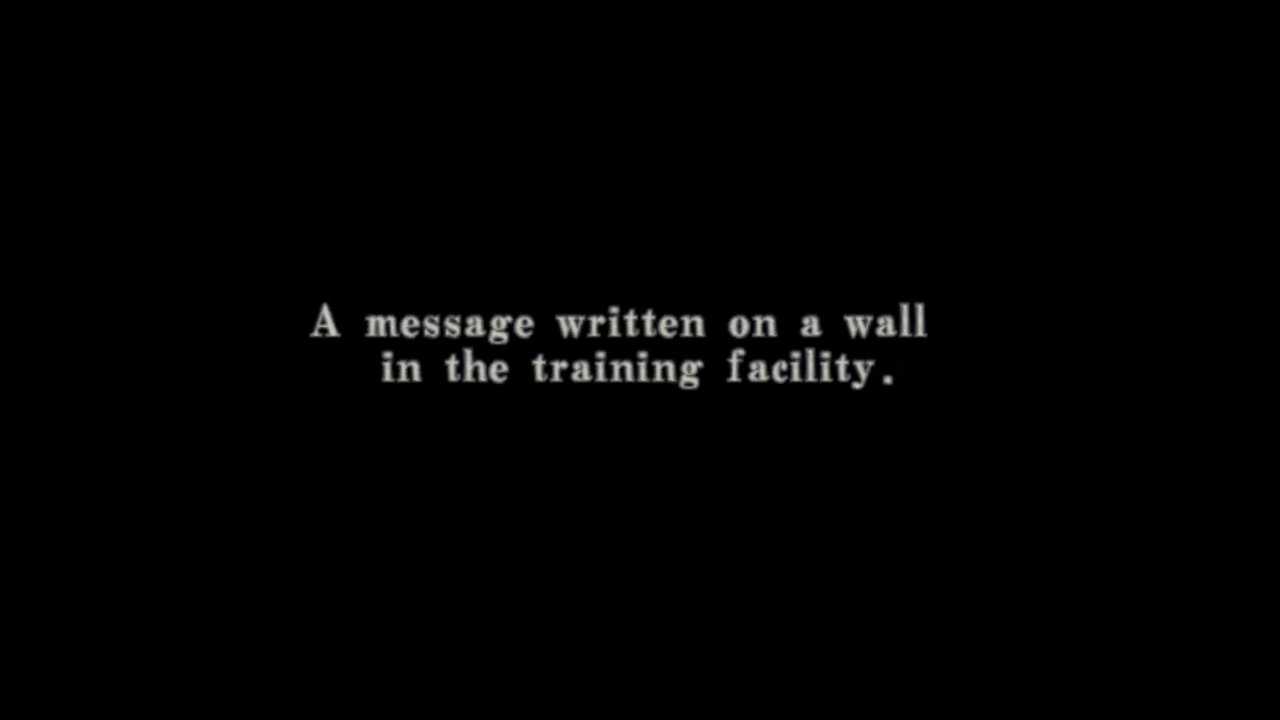 A message written on a wall
in the training facility.